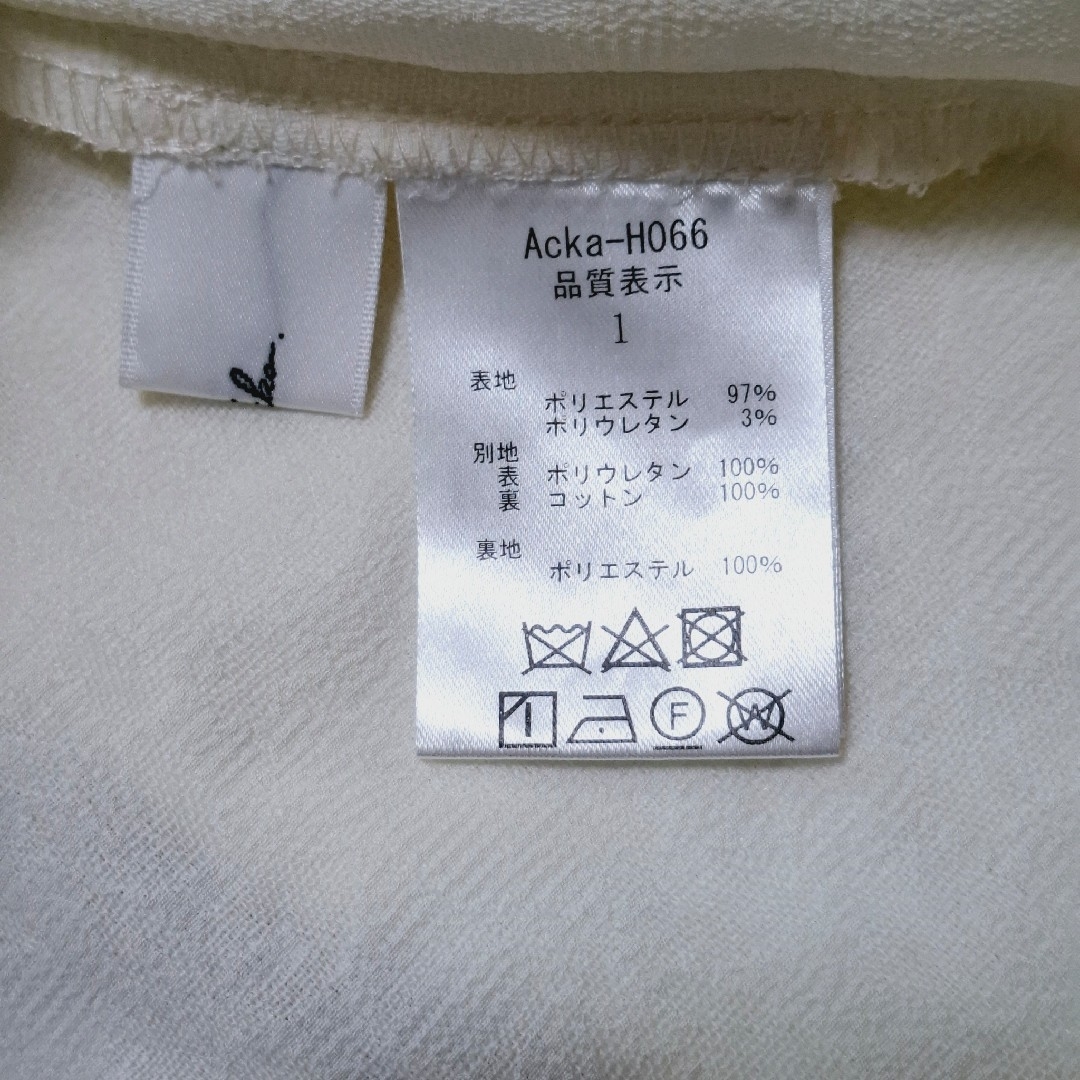 Acka-H066
品質表示
1
表地
ポリエステル 97%
ポリウレタン 3%
別地
表 ポリウレタン 100%
裏 コットン 100%
裏地
ポリエステル 100%
F
W